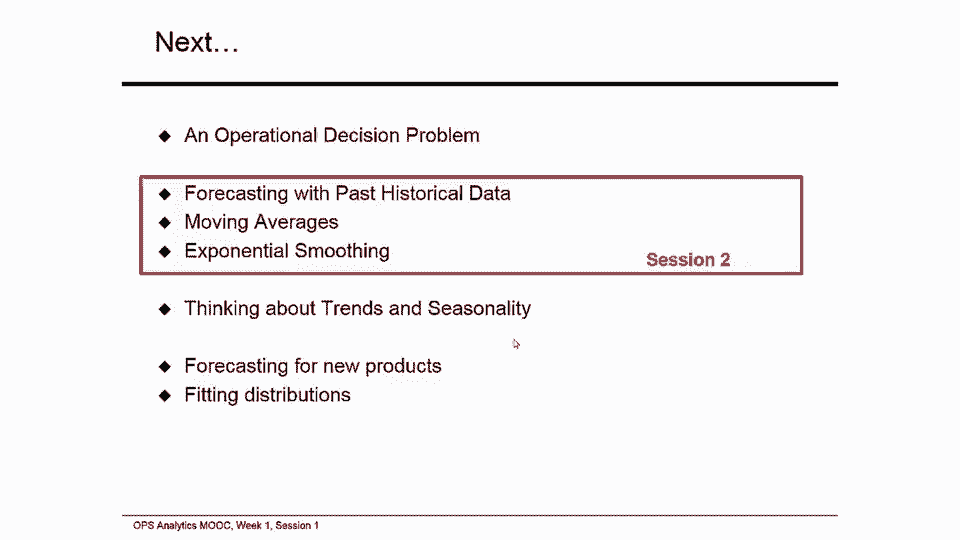 Next…
◆ An Operational Decision Problem
◆ Forecasting with Past Historical Data
◆ Moving Averages
◆ Exponential Smoothing
Session 2
◆ Thinking about Trends and Seasonality
◆ Forecasting for new products
◆ Fitting distributions
OPS Analytics MOOC, Week 1, Session 1